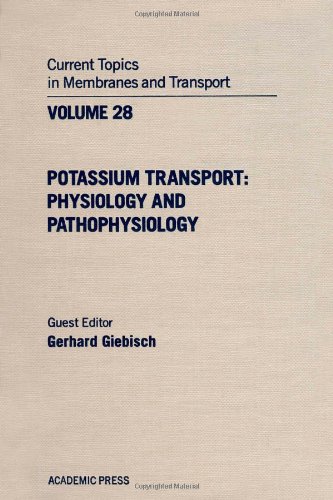 Current Topics
in Membranes and Transport
VOLUME 28
POTASSIUM TRANSPORT:
PHYSIOLOGY AND
PATHOPHYSIOLOGY
Guest Editor
Gerhard Giebisch
ACADEMIC PRESS